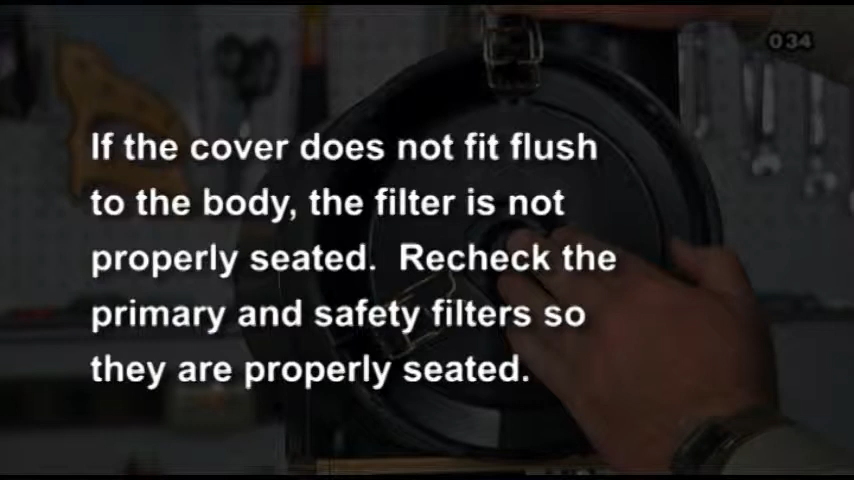 034
If the cover does not fit flush
to the body, the filter is not
properly seated.  Recheck the
primary and safety filters so
they are properly seated.